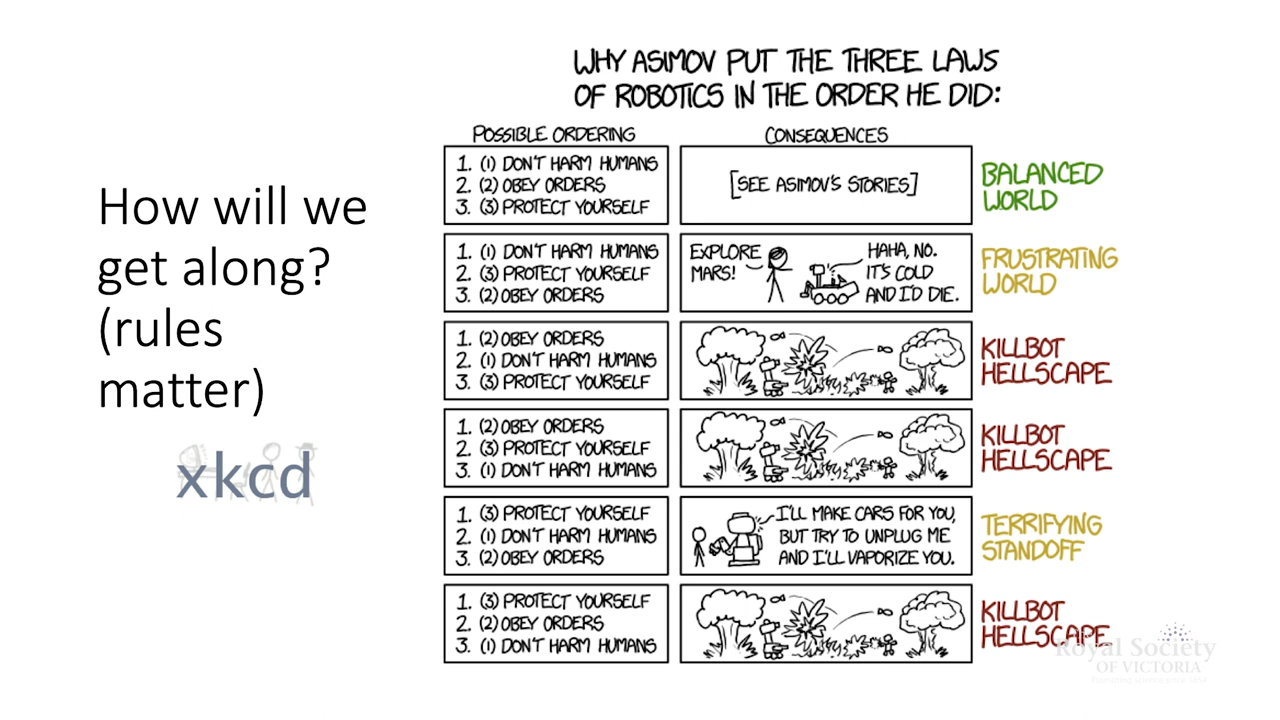 How will we
get along?
(rules
matter)
xkcd
WHY ASIMOV PUT THE THREE LAWS
OF ROBOTICS IN THE ORDER HE DID:
POSSIBLE ORDERING
CONSEQUENCES
1. (1) DON'T HARM HUMANS
2. (2) OBEY ORDERS
3. (3) PROTECT YOURSELF
[SEE ASIMOV'S STORIES]
BALANCED
WORLD
1. (1) DON'T HARM HUMANS
2. (3) PROTECT YOURSELF
3. (2) OBEY ORDERS
EXPLORE
MARS!
HAHA, NO.
IT'S COLD
AND I'D DIE.
FRUSTRATING
WORLD
1. (2) OBEY ORDERS
2. (1) DON'T HARM HUMANS
3. (3) PROTECT YOURSELF
KILLBOT
HELLSCAPE
1. (2) OBEY ORDERS
2. (3) PROTECT YOURSELF
3. (1) DON'T HARM HUMANS
KILLBOT
HELLSCAPE
1. (3) PROTECT YOURSELF
2. (1) DON'T HARM HUMANS
3. (2) OBEY ORDERS
I'LL MAKE CARS FOR YOU,
BUT TRY TO UNPLUG ME
AND I'LL VAPORIZE YOU.
TERRIFYING
STANDOFF
1. (3) PROTECT YOURSELF
2. (2) OBEY ORDERS
3. (1) DON'T HARM HUMANS
KILLBOT
HELLSCAPE
Royal Society
OF VICTORIA